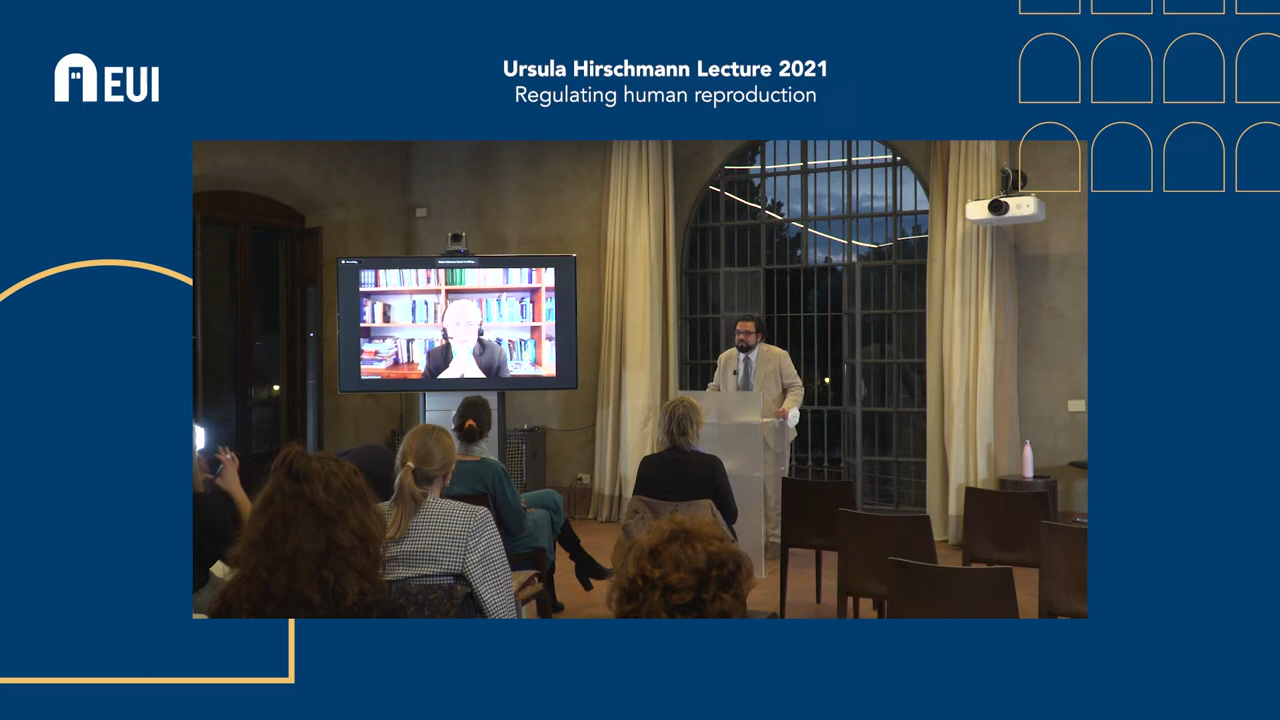 EUI
Ursula Hirschmann Lecture 2021
Regulating human reproduction